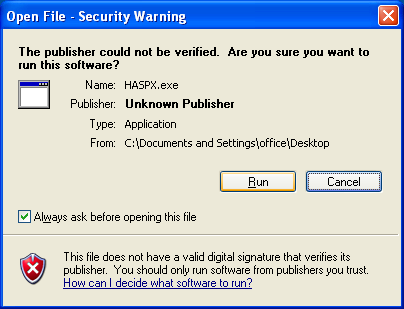 Open File - Security Warning
The publisher could not be verified.  Are you sure you want to
run this software?
Name: HASPX.exe
Publisher: Unknown Publisher
Type: Application
From: C:\Documents and Settings\office\Desktop
Run Cancel
Always ask before opening this file
This file does not have a valid digital signature that verifies its
publisher.  You should only run software from publishers you trust.
How can I decide what software to run?